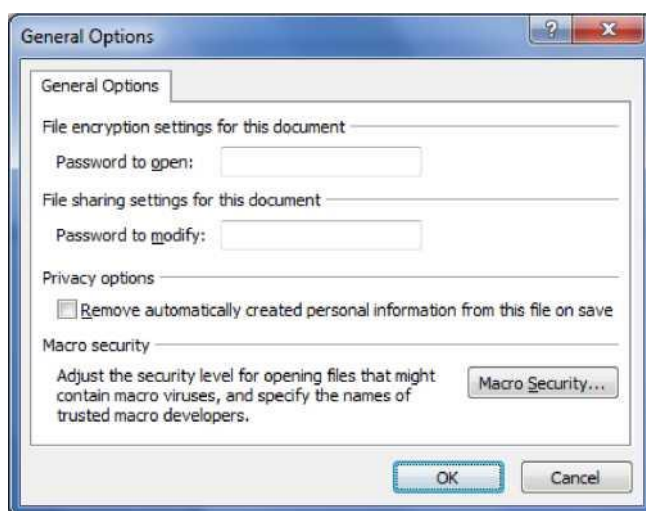 General Options
?
X
General Options
File encryption settings for this document
Password to open:
File sharing settings for this document
Password to modify:
Privacy options
Remove automatically created personal information from this file on save
Macro security
Adjust the security level for opening files that might
contain macro viruses, and specify the names of
trusted macro developers.
Macro Security...
OK
Cancel